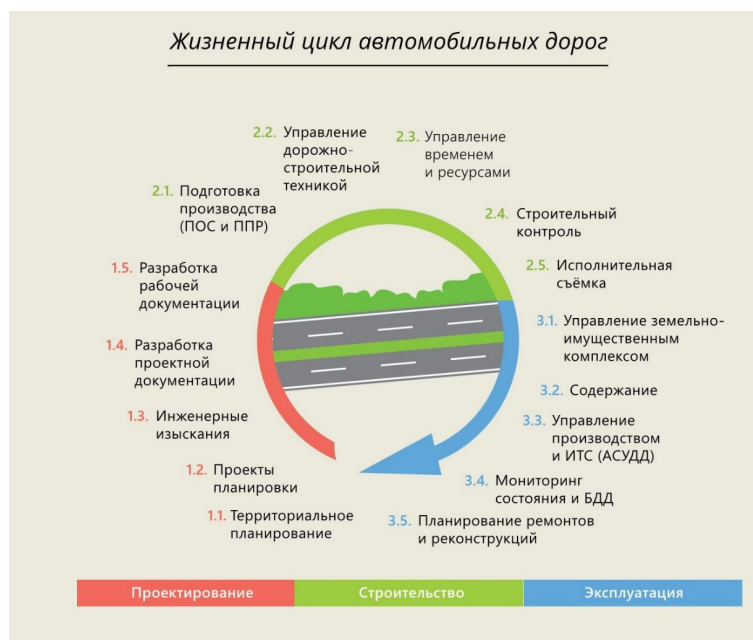 Жизненный цикл автомобильных дорог
2.2. Управление
дорожно-
строительной
техникой
2.3. Управление
временем
и ресурсами
2.1. Подготовка
производства
(ПОС и ППР)
2.4. Строительный
контроль
1.5. Разработка
рабочей
документации
2.5. Исполнительная
съёмка
1.4. Разработка
проектной
документации
3.1. Управление земельно-
имущественным
комплексом
3.2. Содержание
1.3. Инженерные
изыскания
3.3. Управление
производством
и ИТС (АСУДД)
1.2. Проекты
планировки
3.4. Мониторинг
состояния и БДД
1.1. Территориальное
планирование
3.5. Планирование ремонтов
и реконструкций
Проектирование
Строительство
Эксплуатация